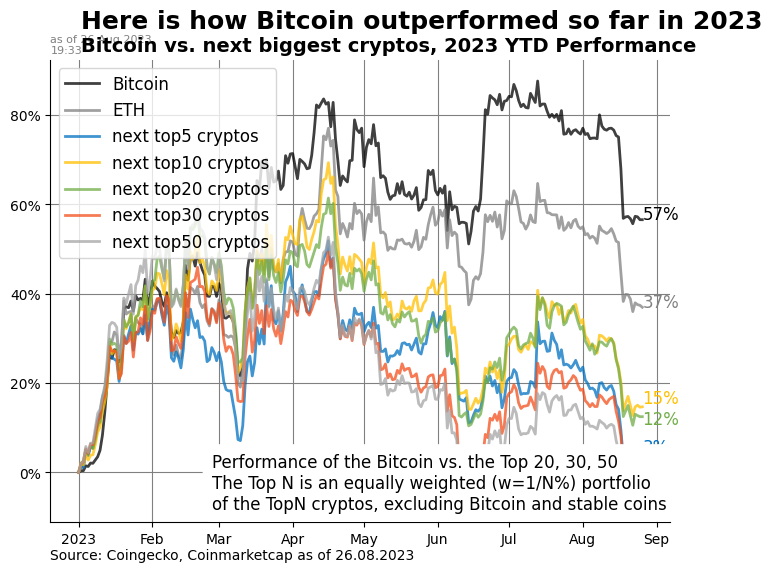 Here is how Bitcoin outperformed so far in 2023
as of 26 Aug 2023
19:33
Bitcoin vs. next biggest cryptos, 2023 YTD Performance
Bitcoin
ETH
next top5 cryptos
next top10 cryptos
next top20 cryptos
next top30 cryptos
next top50 cryptos
80%
60%
40%
20%
0%
57%
37%
15%
12%
Performance of the Bitcoin vs. the Top 20, 30, 50
The Top N is an equally weighted (w=1/N%) portfolio
of the TopN cryptos, excluding Bitcoin and stable coins
2023 Feb Mar Apr May Jun Jul Aug Sep
Source: Coingecko, Coinmarketcap as of 26.08.2023